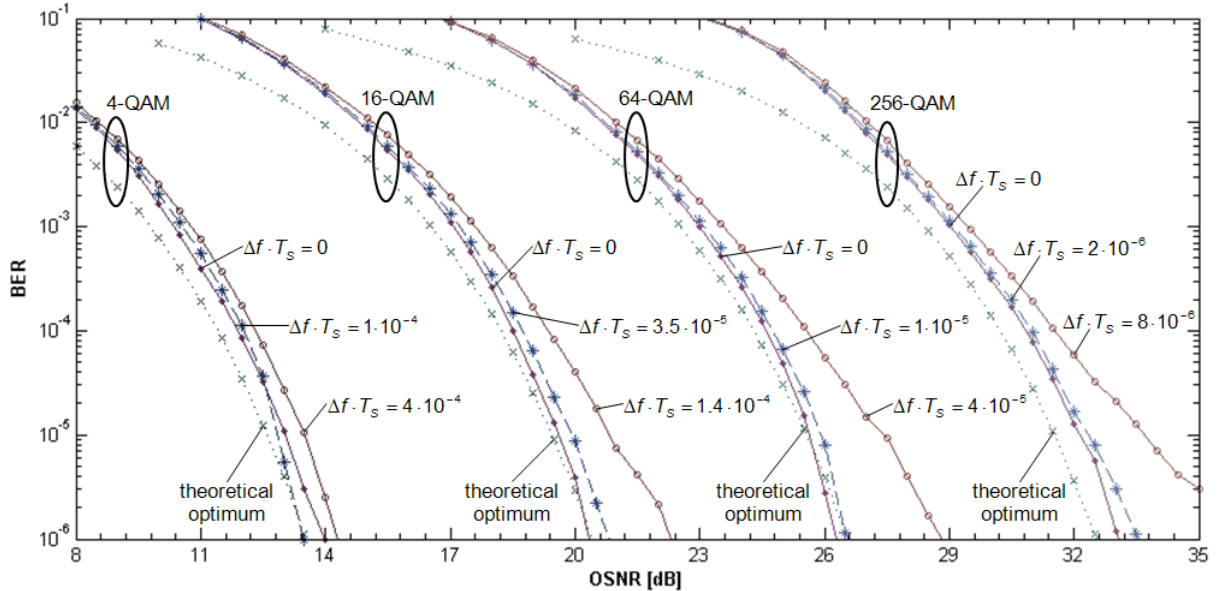 10⁻¹
10⁻²
10⁻³
10⁻⁴
10⁻⁵
10⁻⁶
BER
4-QAM
16-QAM
64-QAM
256-QAM
Δf·T_S = 0
Δf·T_S = 1·10⁻⁴
Δf·T_S = 4·10⁻⁴
theoretical
optimum
Δf·T_S = 0
Δf·T_S = 3.5·10⁻⁵
Δf·T_S = 1.4·10⁻⁴
theoretical
optimum
Δf·T_S = 0
Δf·T_S = 1·10⁻⁵
Δf·T_S = 4·10⁻⁵
theoretical
optimum
Δf·T_S = 0
Δf·T_S = 2·10⁻⁶
Δf·T_S = 8·10⁻⁶
theoretical
optimum
8 11 14 17 20 23 26 29 32 35
OSNR [dB]